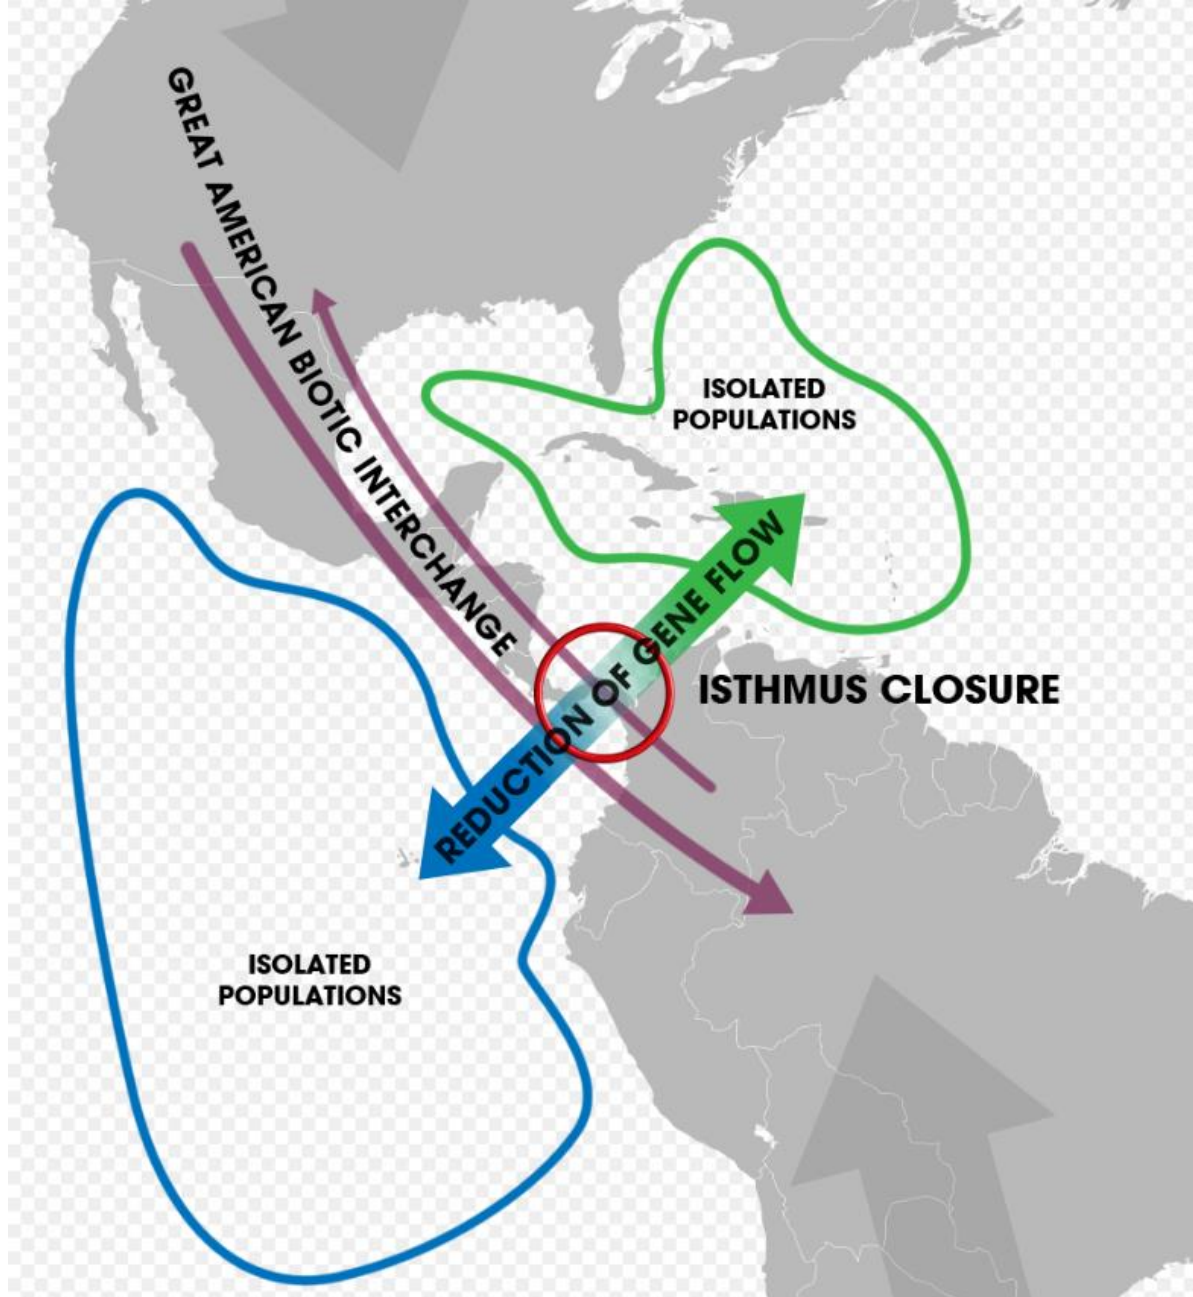 GREAT AMERICAN BIOTIC INTERCHANGE
ISOLATED
POPULATIONS
REDUCTION OF GENE FLOW
ISTHMUS CLOSURE
ISOLATED
POPULATIONS